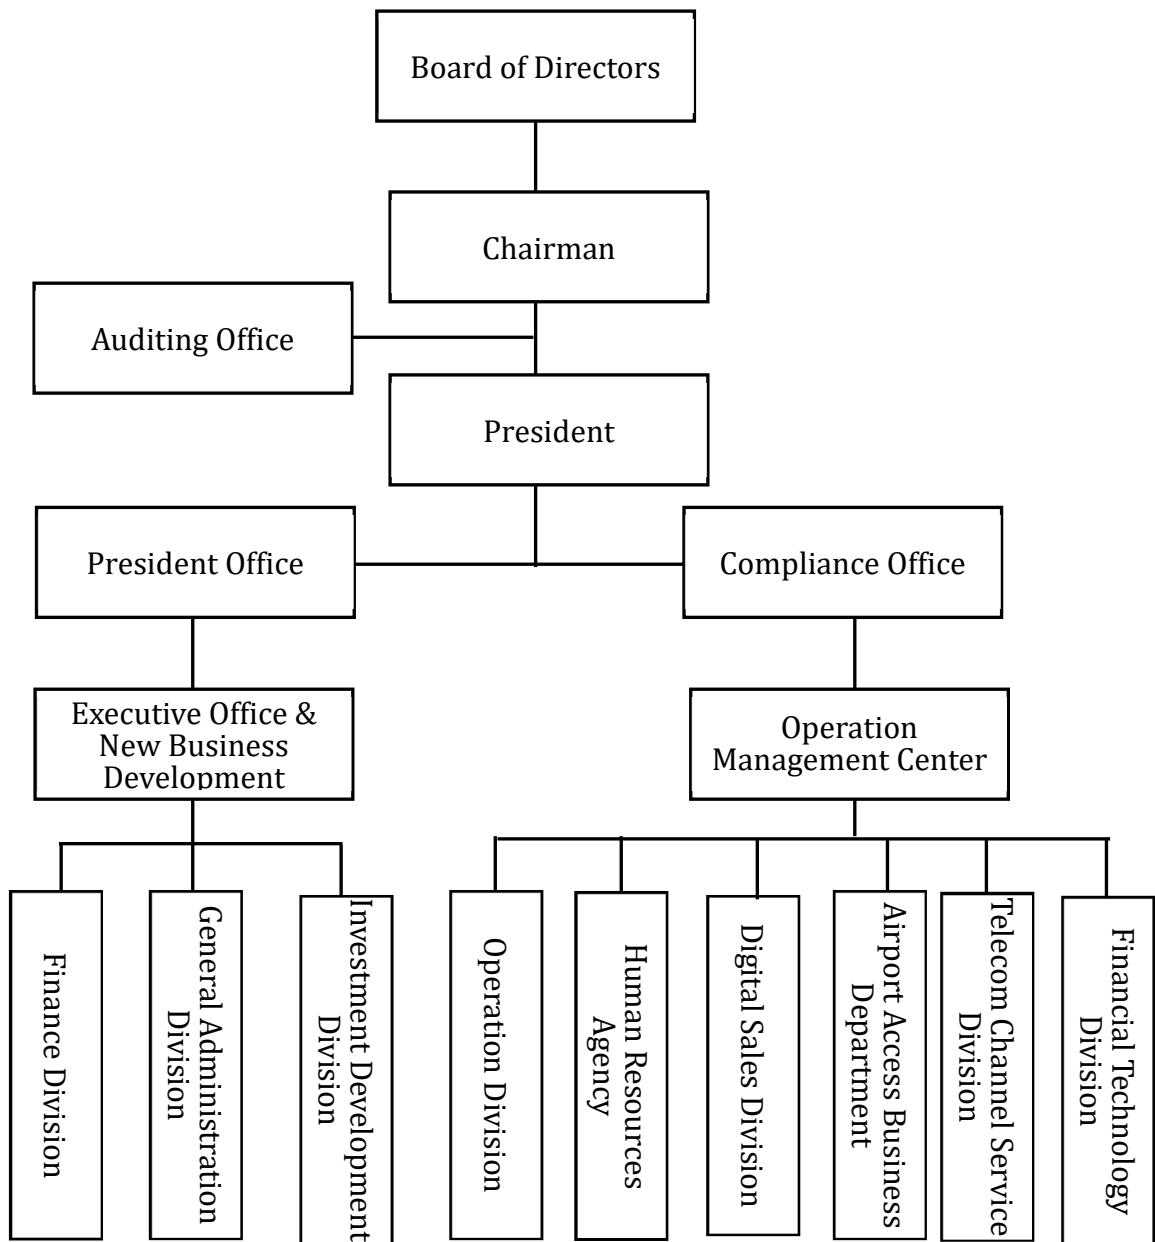 Board of Directors
Chairman
Auditing Office
President
President Office
Compliance Office
Executive Office &
New Business
Development
Operation
Management Center
Finance Division
General Administration
Division
Investment Development
Division
Operation Division
Human Resources
Agency
Digital Sales Division
Airport Access Business
Department
Telecom Channel Service
Division
Financial Technology
Division